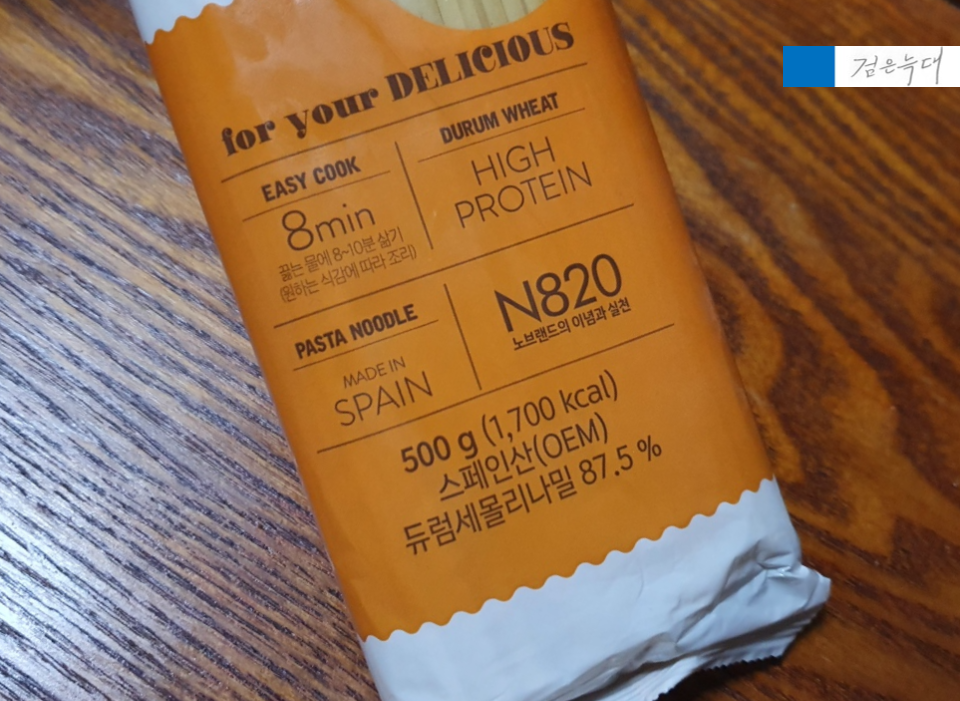 검은늑대
for your DELICIOUS
EASY COOK
8min
끓는 물에 8~10분 삶기
(원하는 식감에 따라 조리)
DURUM WHEAT
HIGH
PROTEIN
PASTA NOODLE
MADE IN
SPAIN
N820
노브랜드의 이념과 실천
500 g (1,700 kcal)
스페인산(OEM)
듀럼세몰리나밀 87.5 %